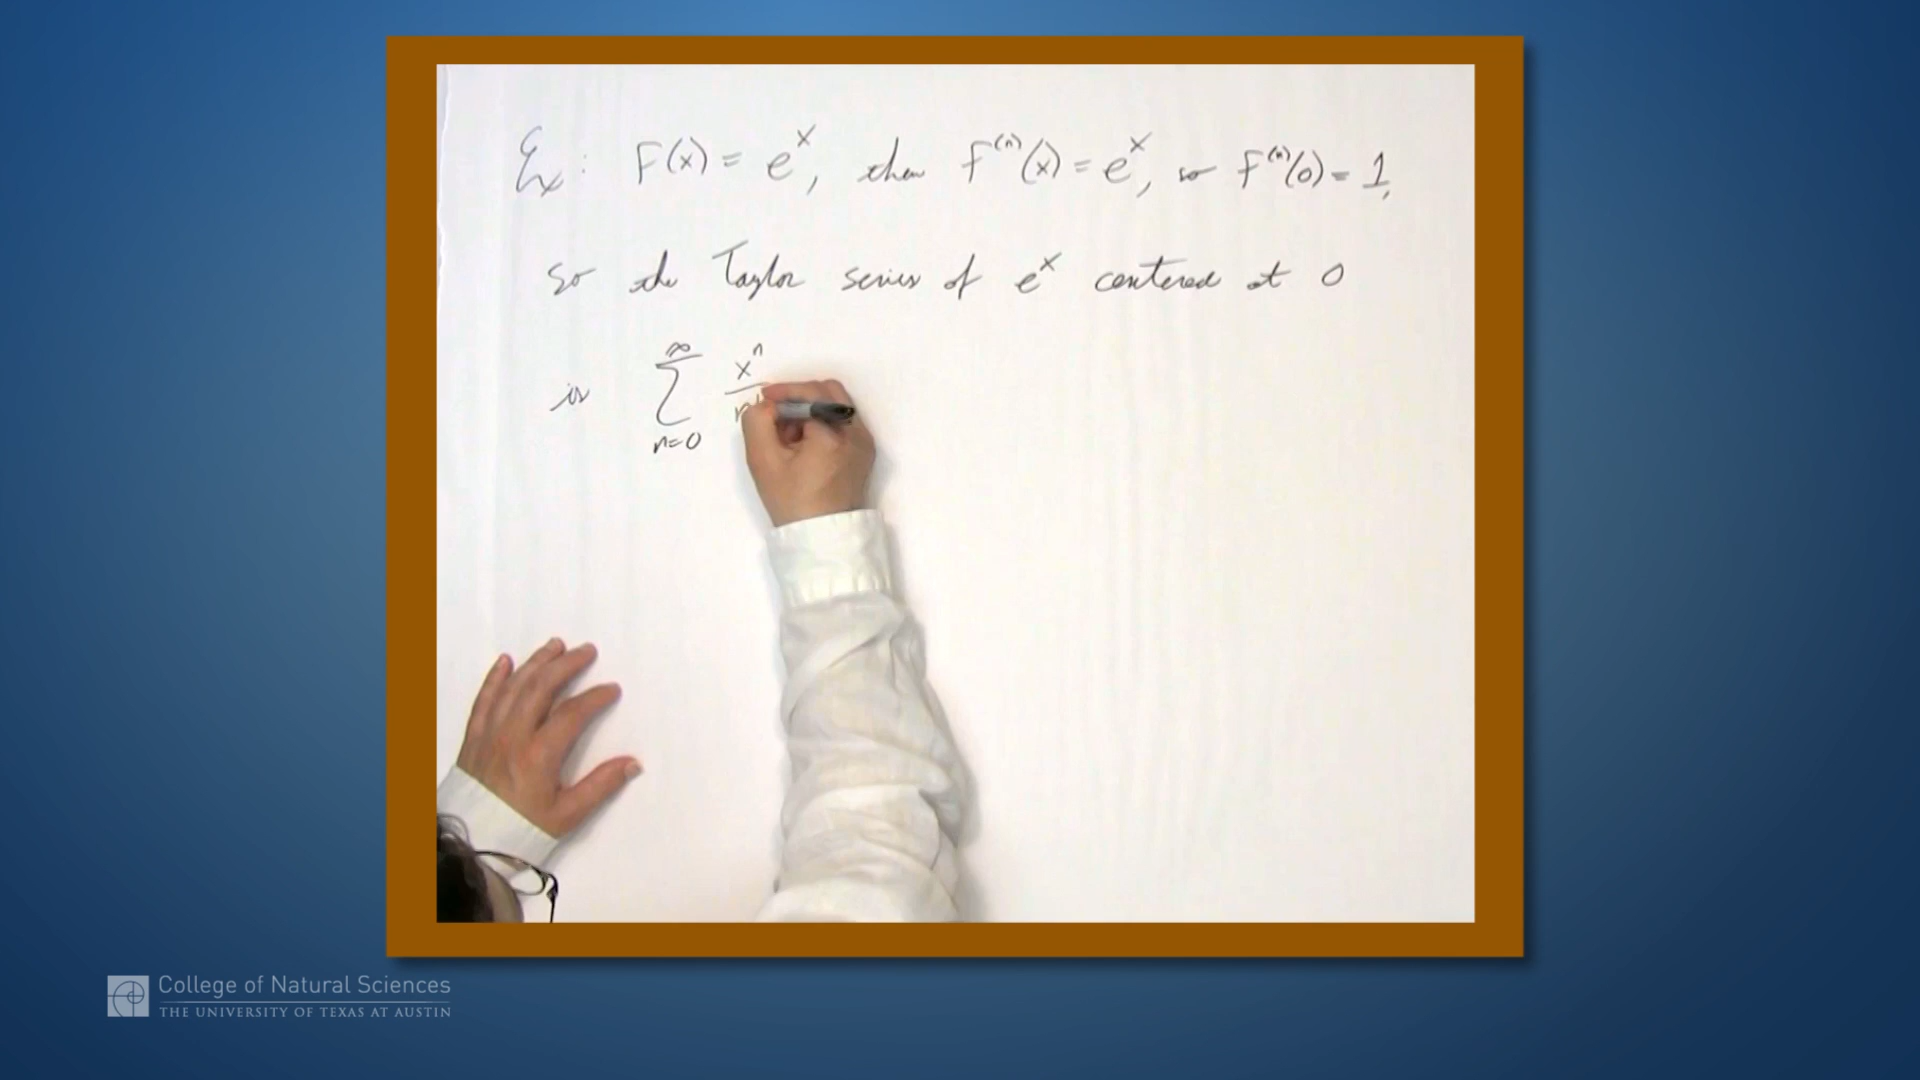 Ex: f(x) = e^x, then f^(n)(x) = e^x, so f^(n)(0) = 1,
so the Taylor series of e^x centered at 0
is ∑_{n=0}^{∞} x^n/n!
College of Natural Sciences
THE UNIVERSITY OF TEXAS AT AUSTIN